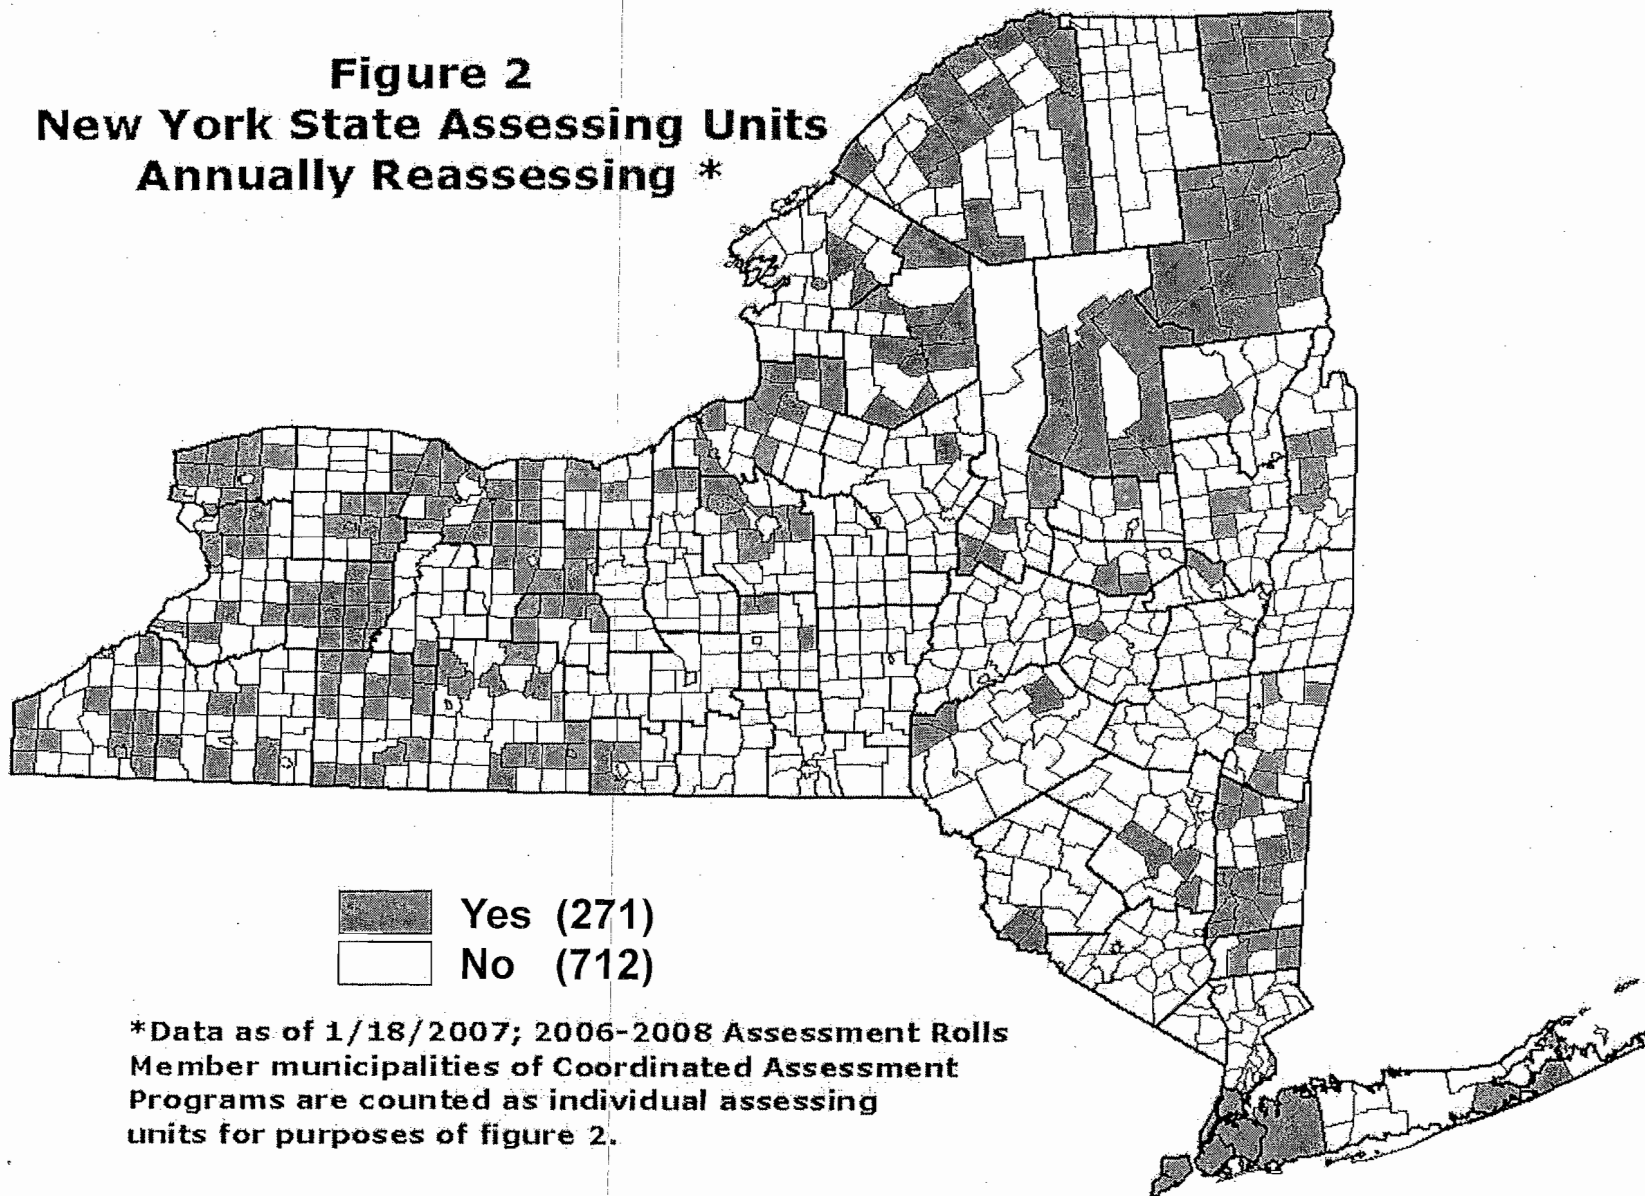 Figure 2
New York State Assessing Units
Annually Reassessing *
Yes (271)
No (712)
*Data as of 1/18/2007; 2006-2008 Assessment Rolls
Member municipalities of Coordinated Assessment
Programs are counted as individual assessing
units for purposes of figure 2.